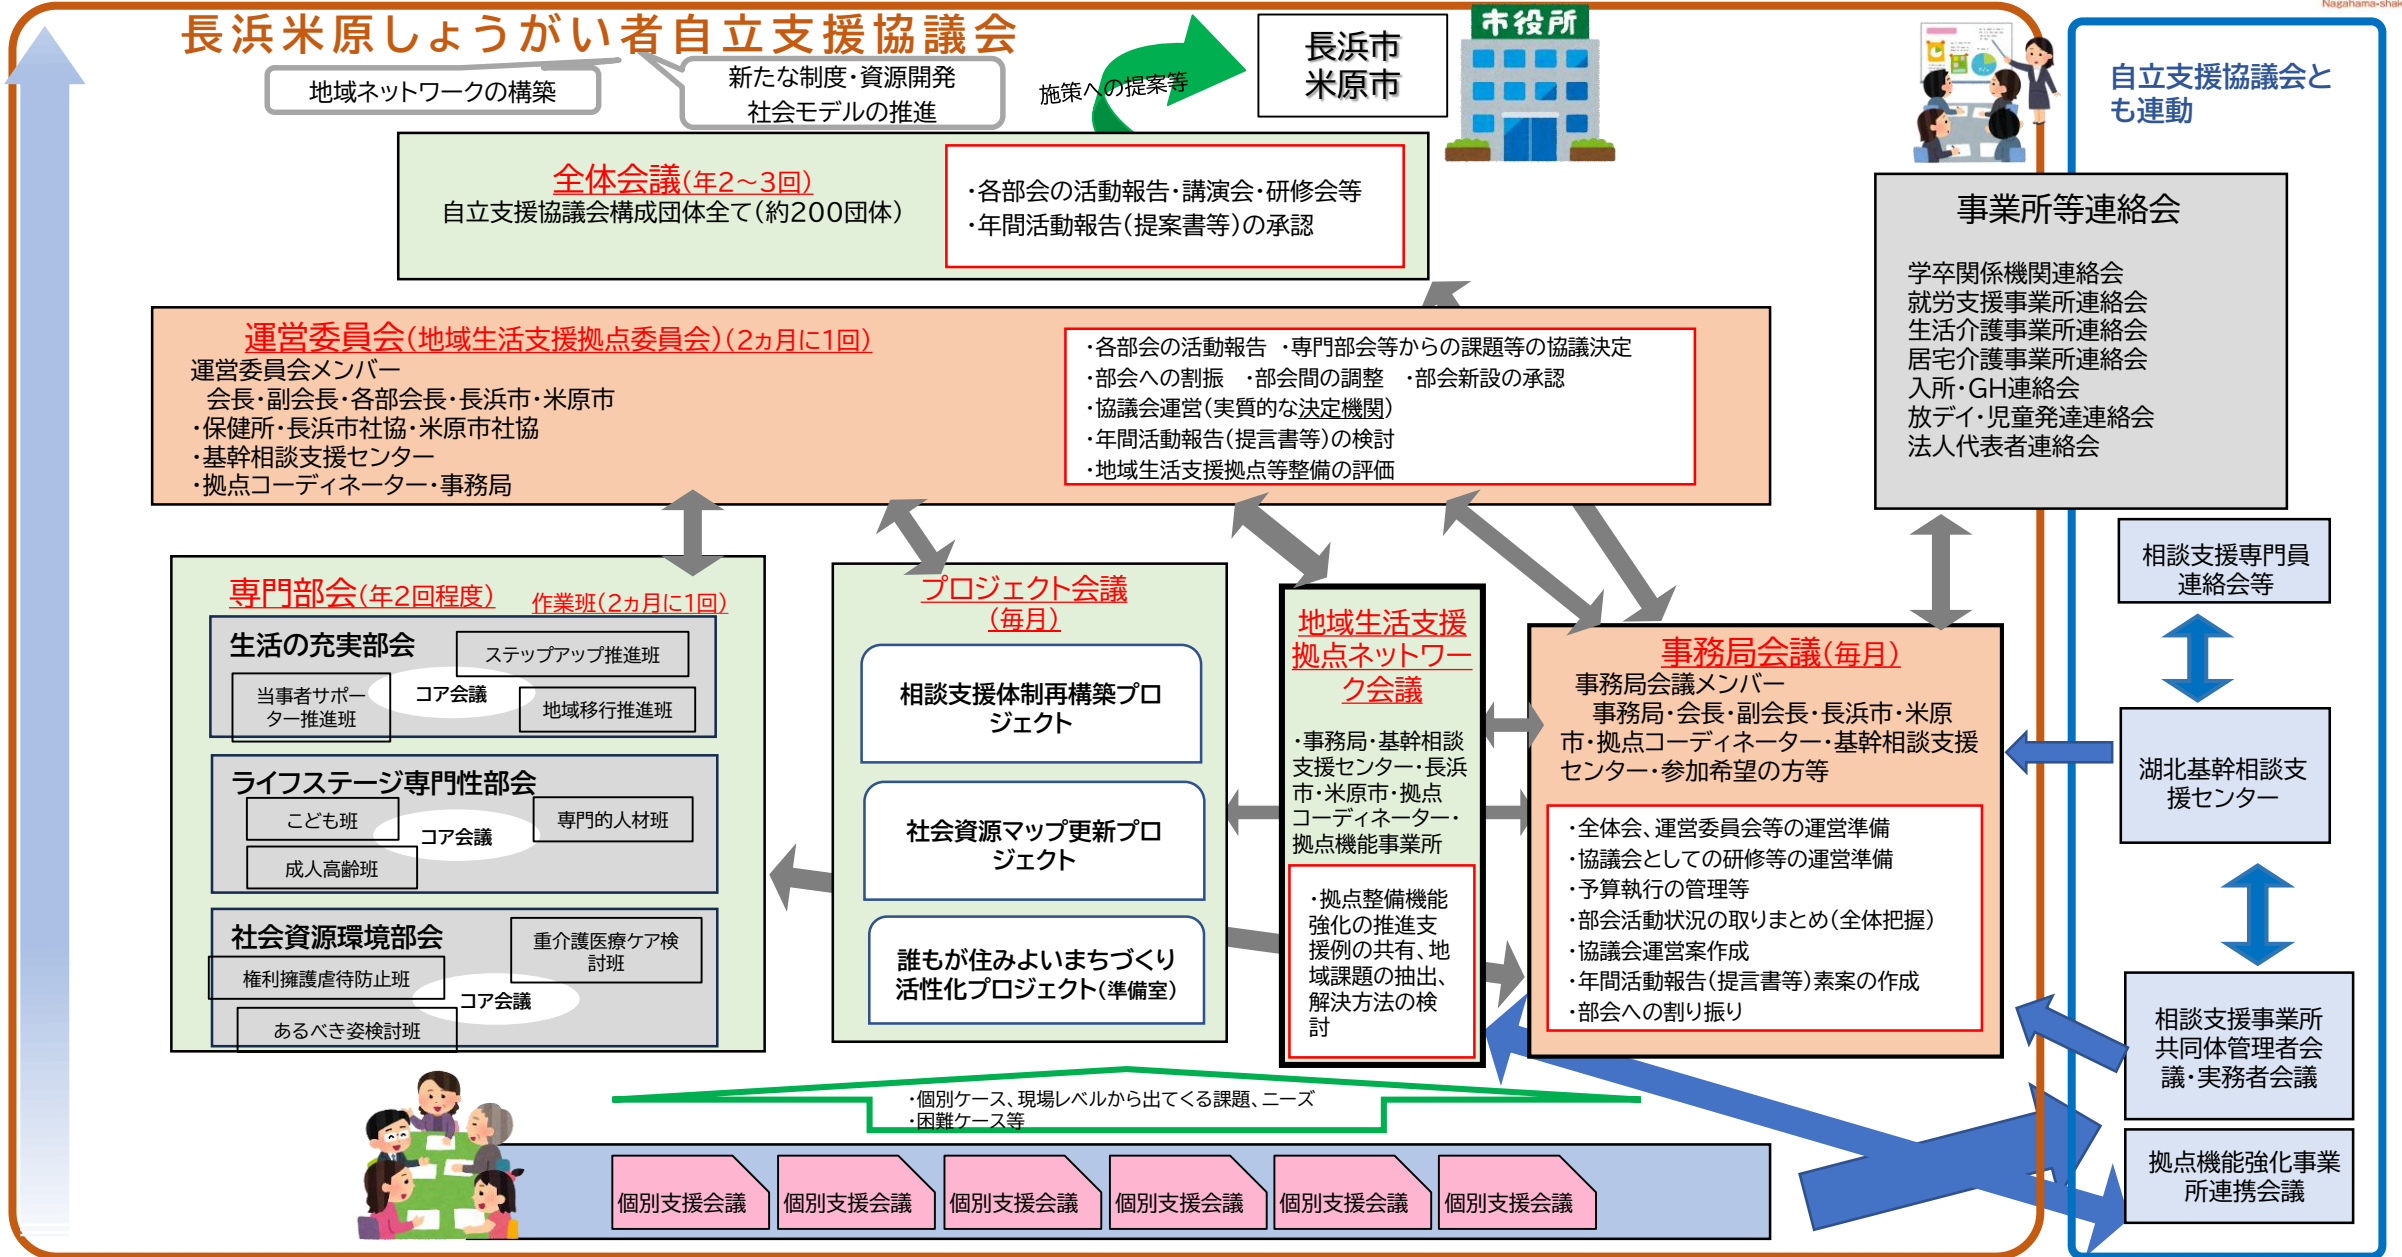 Nagahama-shak
長浜米原しょうがい者自立支援協議会
地域ネットワークの構築
新たな制度・資源開発
社会モデルの推進
施策への提案等
長浜市
米原市
市役所
自立支援協議会と
も連動
全体会議(年2～3回)
自立支援協議会構成団体全て(約200団体)
・各部会の活動報告・講演会・研修会等
・年間活動報告(提案書等)の承認
事業所等連絡会
学卒関係機関連絡会
就労支援事業所連絡会
生活介護事業所連絡会
居宅介護事業所連絡会
入所・GH連絡会
放デイ・児童発達連絡会
法人代表者連絡会
運営委員会(地域生活支援拠点委員会)(2ヵ月に1回)
運営委員会メンバー
会長・副会長・各部会長・長浜市・米原市
・保健所・長浜市社協・米原市社協
・基幹相談支援センター
・拠点コーディネーター・事務局
・各部会の活動報告 ・専門部会等からの課題等の協議決定
・部会への割振 ・部会間の調整 ・部会新設の承認
・協議会運営(実質的な決定機関)
・年間活動報告(提言書等)の検討
・地域生活支援拠点等整備の評価
専門部会(年2回程度)
作業班(2ヵ月に1回)
生活の充実部会
ステップアップ推進班
当事者サポー
ター推進班
コア会議
地域移行推進班
ライフステージ専門性部会
こども班
コア会議
専門的人材班
成人高齢班
社会資源環境部会
重介護医療ケア検
討班
権利擁護虐待防止班
コア会議
あるべき姿検討班
プロジェクト会議
(毎月)
相談支援体制再構築プロ
ジェクト
社会資源マップ更新プロ
ジェクト
誰もが住みよいまちづくり
活性化プロジェクト(準備室)
地域生活支援
拠点ネットワー
ク会議
・事務局・基幹相談
支援センター・長浜
市・米原市・拠点
コーディネーター・
拠点機能事業所
・拠点整備機能
強化の推進支
援例の共有、地
域課題の抽出、
解決方法の検
討
事務局会議(毎月)
事務局会議メンバー
事務局・会長・副会長・長浜市・米原
市・拠点コーディネーター・基幹相談支援
センター・参加希望の方等
・全体会、運営委員会等の運営準備
・協議会としての研修等の運営準備
・予算執行の管理等
・部会活動状況の取りまとめ(全体把握)
・協議会運営案作成
・年間活動報告(提言書等)素案の作成
・部会への割り振り
相談支援専門員
連絡会等
湖北基幹相談支
援センター
相談支援事業所
共同体管理者会
議・実務者会議
拠点機能強化事業
所連携会議
・個別ケース、現場レベルから出てくる課題、ニーズ
・困難ケース等
個別支援会議
個別支援会議
個別支援会議
個別支援会議
個別支援会議
個別支援会議